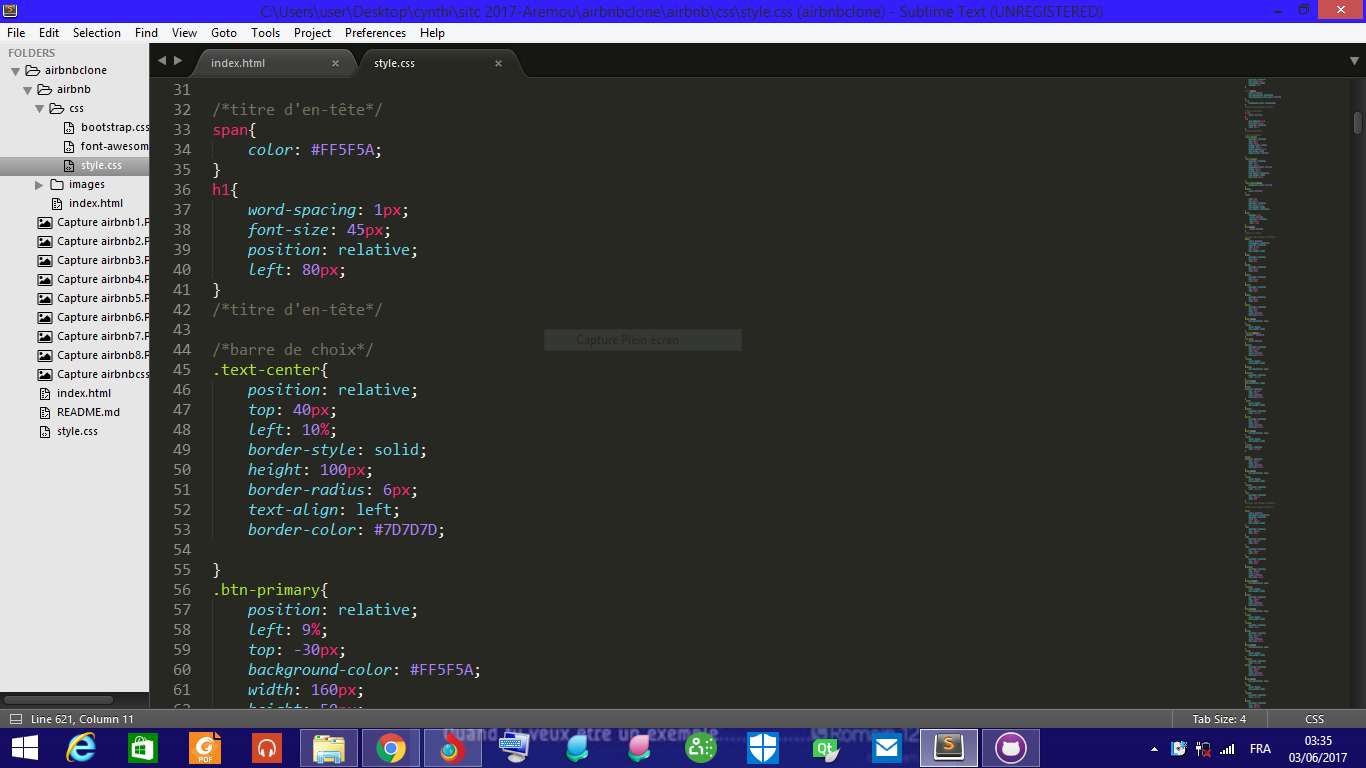 C:\Users\user\Desktop\cynthi\sitc 2017-Aremou\airbnbclone\airbnb\css\style.css (airbnbclone) - Sublime Text (UNREGISTERED)
File Edit Selection Find View Goto Tools Project Preferences Help
FOLDERS
airbnbclone
airbnb
css
bootstrap.css
font-awesom
style.css
images
index.html
Capture airbnb1.P
Capture airbnb2.P
Capture airbnb3.P
Capture airbnb4.P
Capture airbnb5.P
Capture airbnb6.P
Capture airbnb7.P
Capture airbnb8.P
Capture airbnbcss
index.html
README.md
style.css
index.html × style.css ×
31
32 /*titre d'en-tête*/
33 span{
34 color: #FF5F5A;
35 }
36 h1{
37 word-spacing: 1px;
38 font-size: 45px;
39 position: relative;
40 left: 80px;
41 }
42 /*titre d'en-tête*/
43
44 /*barre de choix*/
45 .text-center{
46 position: relative;
47 top: 40px;
48 left: 10%;
49 border-style: solid;
50 height: 100px;
51 border-radius: 6px;
52 text-align: left;
53 border-color: #7D7D7D;
54
55 }
56 .btn-primary{
57 position: relative;
58 left: 9%;
59 top: -30px;
60 background-color: #FF5F5A;
61 width: 160px;
62 height: 50px;
Capture Plein écran
Line 621, Column 11 Tab Size: 4 CSS
PDF
Qt
S
FRA
03:35
03/06/2017